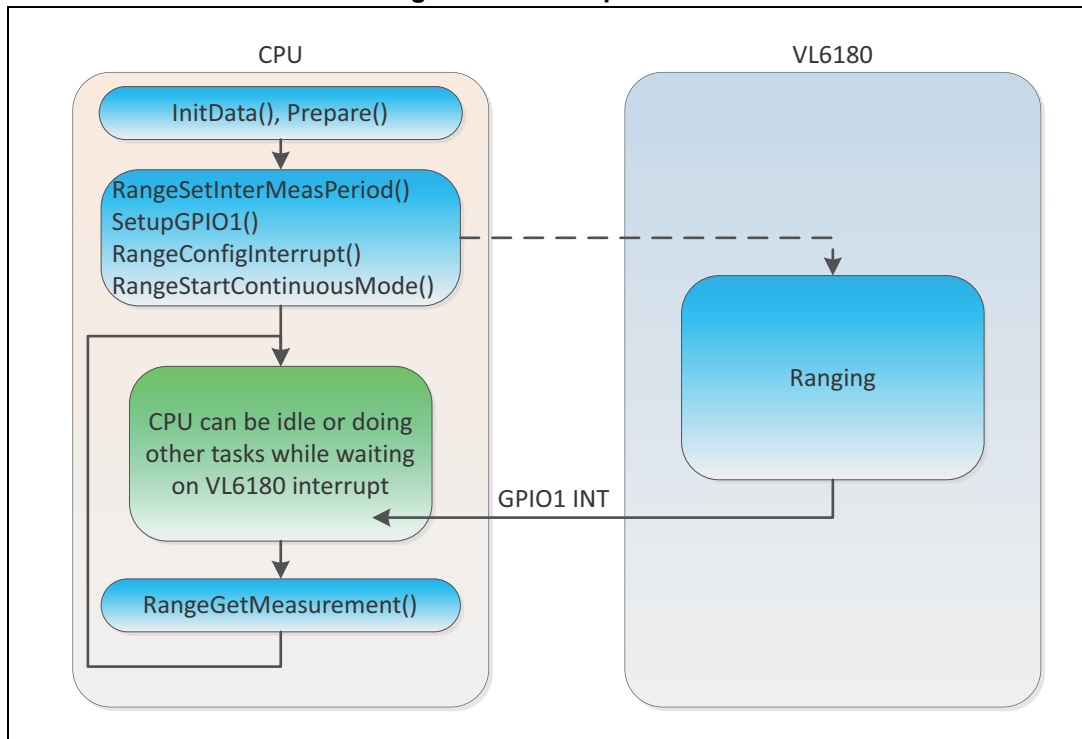 CPU
VL6180
InitData(), Prepare()
RangeSetInterMeasPeriod()
SetupGPIO1()
RangeConfigInterrupt()
RangeStartContinuousMode()
Ranging
CPU can be idle or doing
other tasks while waiting
on VL6180 interrupt
GPIO1 INT
RangeGetMeasurement()